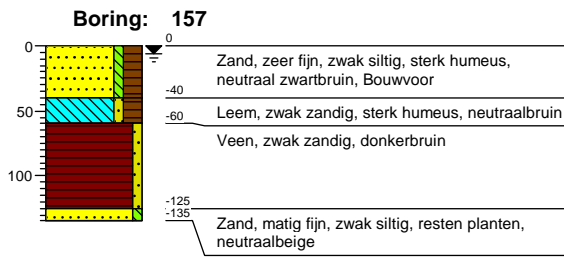 Boring: 157
0
0
Zand, zeer fijn, zwak siltig, sterk humeus,
neutraal zwartbruin, Bouwvoor
-40
50
Leem, zwak zandig, sterk humeus, neutraalbruin
-60
Veen, zwak zandig, donkerbruin
100
-125
-135
Zand, matig fijn, zwak siltig, resten planten,
neutraalbeige